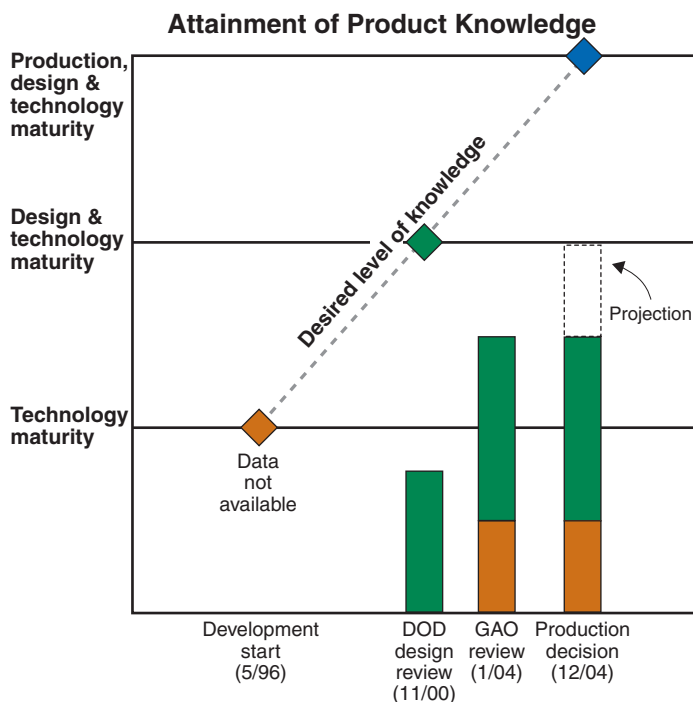 Attainment of Product Knowledge
Production,
design &
technology
maturity
Design &
technology
maturity
Technology
maturity
Desired level of knowledge
Projection
Data
not
available
Development
start
(5/96)
DOD
design
review
(11/00)
GAO
review
(1/04)
Production
decision
(12/04)